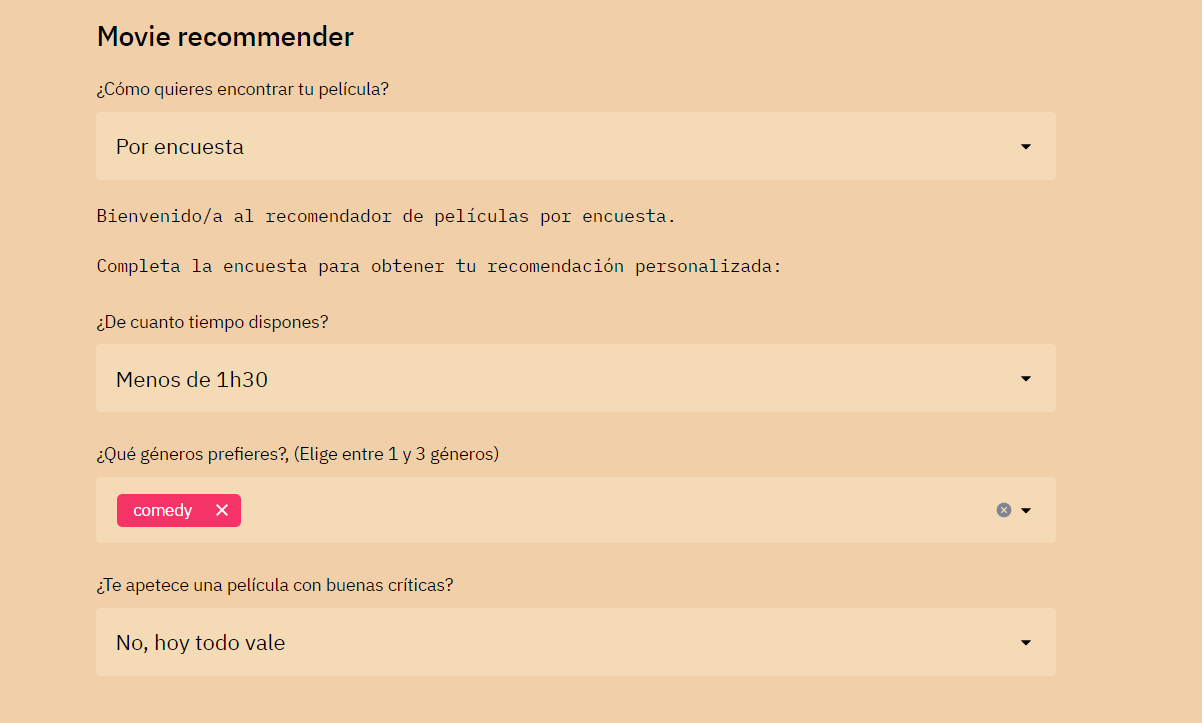 Movie recommender
¿Cómo quieres encontrar tu película?
Por encuesta
Bienvenido/a al recomendador de películas por encuesta.
Completa la encuesta para obtener tu recomendación personalizada:
¿De cuanto tiempo dispones?
Menos de 1h30
¿Qué géneros prefieres?, (Elige entre 1 y 3 géneros)
comedy
¿Te apetece una película con buenas críticas?
No, hoy todo vale